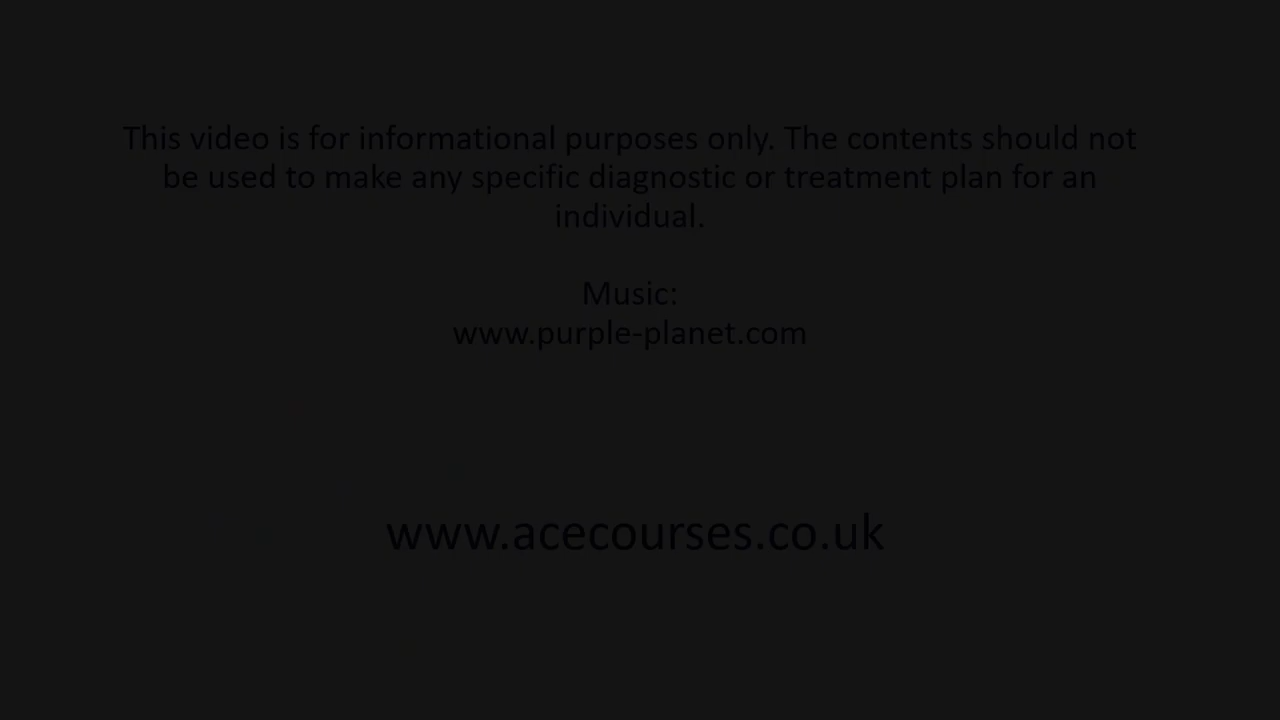 This video is for informational purposes only. The contents should not
be used to make any specific diagnostic or treatment plan for an
individual.
Music:
www.purple-planet.com
www.acecourses.co.uk